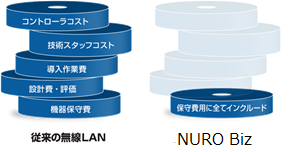 コントローラコスト
技術スタッフコスト
導入作業費
設計費・評価
機器保守費
従来の無線LAN
保守費用に全てインクルード
NURO Biz